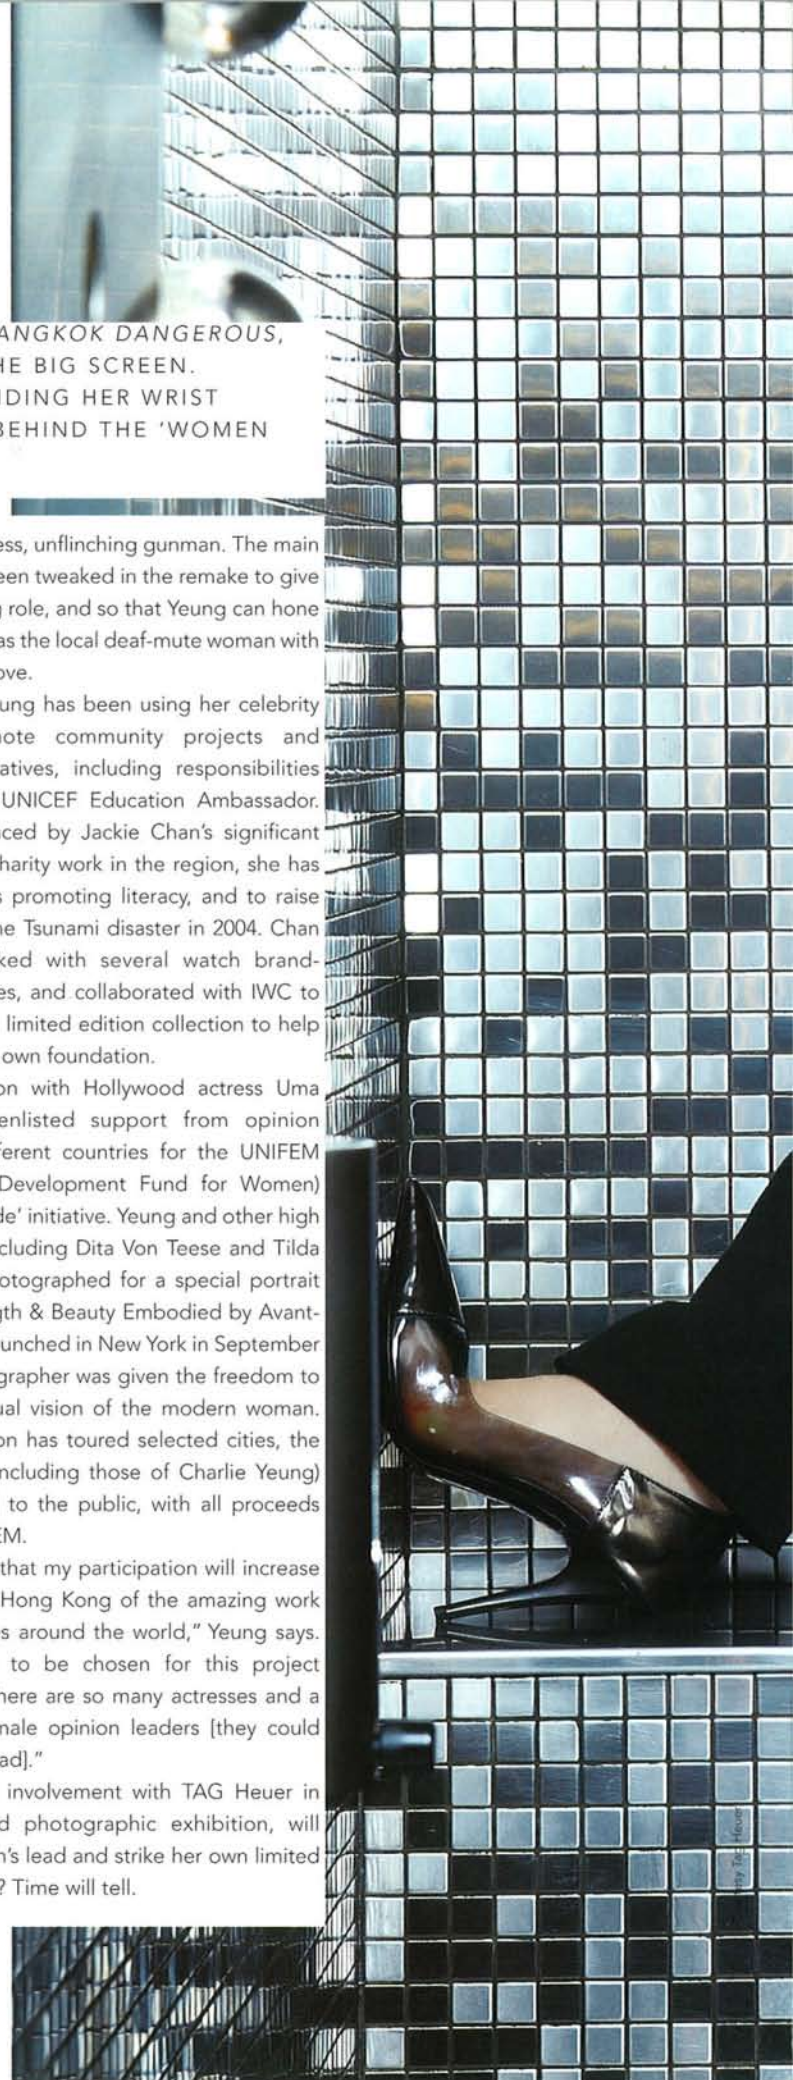 ANGKOK DANGEROUS,
HE BIG SCREEN.
DING HER WRIST
BEHIND THE 'WOMEN
ess, unflinching gunman. The main
een tweaked in the remake to give
g role, and so that Yeung can hone
as the local deaf-mute woman with
ove.
ung has been using her celebrity
note community projects and
atives, including responsibilities
UNICEF Education Ambassador.
ced by Jackie Chan's significant
harity work in the region, she has
s promoting literacy, and to raise
ne Tsunami disaster in 2004. Chan
ked with several watch brand-
es, and collaborated with IWC to
limited edition collection to help
own foundation.
on with Hollywood actress Uma
enlisted support from opinion
ferent countries for the UNIFEM
Development Fund for Women)
de' initiative. Yeung and other high
cluding Dita Von Teese and Tilda
otographed for a special portrait
gth & Beauty Embodied by Avant-
unched in New York in September
grapher was given the freedom to
ual vision of the modern woman.
on has toured selected cities, the
ncluding those of Charlie Yeung)
to the public, with all proceeds
EM.
that my participation will increase
Hong Kong of the amazing work
s around the world," Yeung says.
to be chosen for this project
here are so many actresses and a
nale opinion leaders [they could
ad]."
involvement with TAG Heuer in
d photographic exhibition, will
n's lead and strike her own limited
? Time will tell.
TAG Heuer